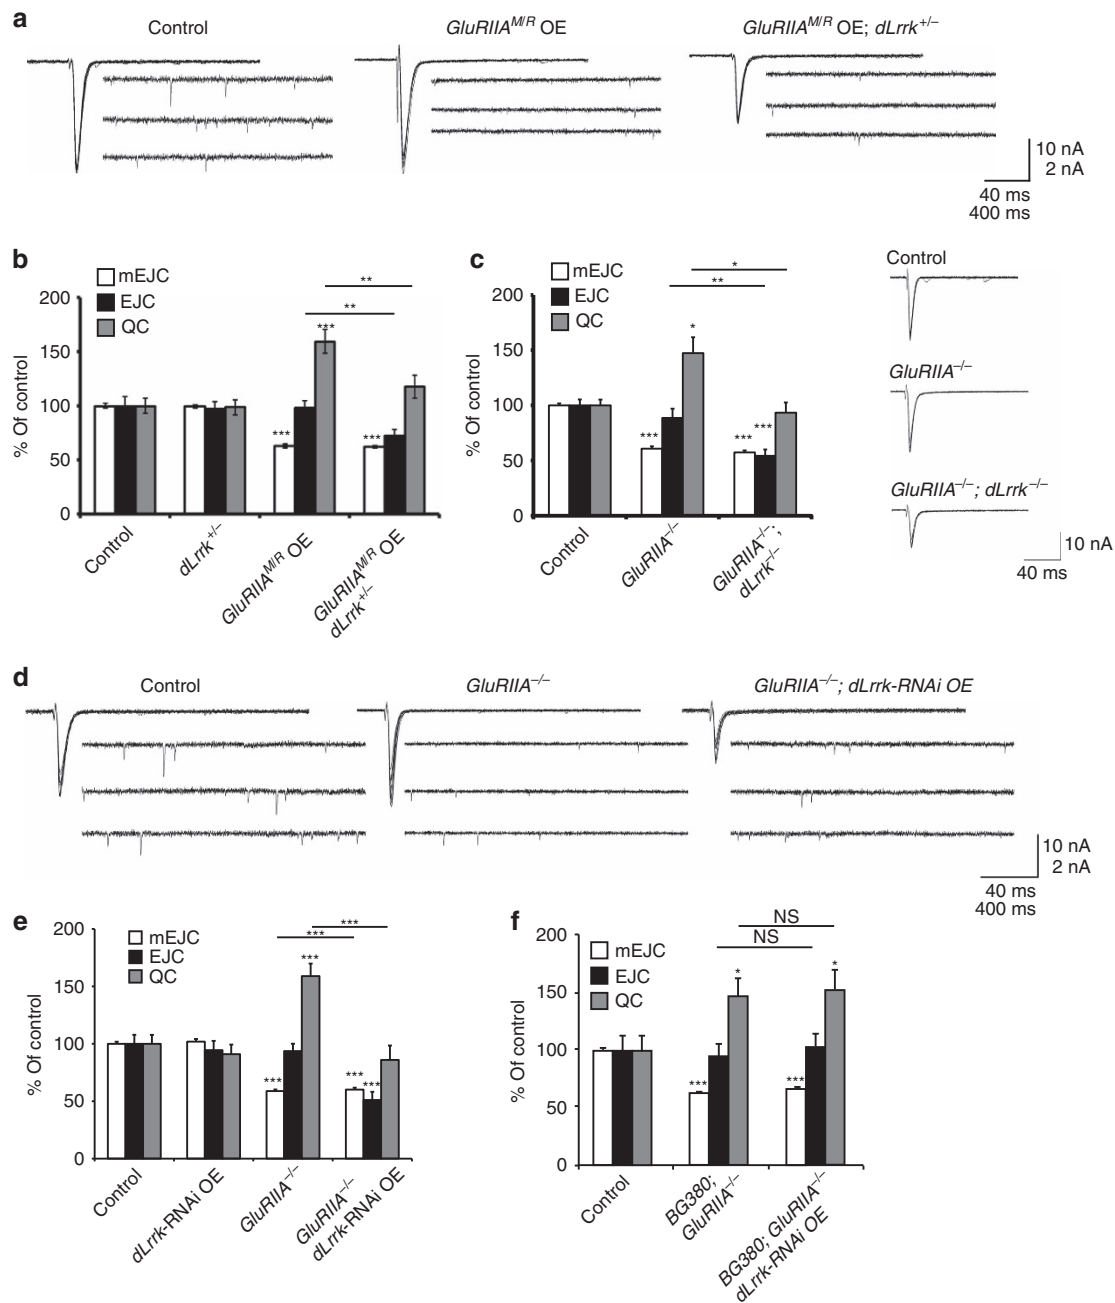 a
Control
GluRIIA^M/R OE
GluRIIA^M/R OE; dLrrk^+/–
10 nA
2 nA
40 ms
400 ms
b
mEJC
EJC
QC
% Of control
200
150
100
50
0
**
**
***
***
***
Control
dLrrk^+/–
GluRIIA^M/R OE
GluRIIA^M/R OE
dLrrk^+/–
c
mEJC
EJC
QC
% Of control
200
150
100
50
0
*
**
*
***
***
***
Control
GluRIIA^–/–
GluRIIA^–/–;
dLrrk^–/–
Control
GluRIIA^–/–
GluRIIA^–/–; dLrrk^–/–
10 nA
40 ms
d
Control
GluRIIA^–/–
GluRIIA^–/–; dLrrk-RNAi OE
10 nA
2 nA
40 ms
400 ms
e
mEJC
EJC
QC
% Of control
200
150
100
50
0
***
***
***
***
***
***
Control
dLrrk-RNAi OE
GluRIIA^–/–
GluRIIA^–/–
dLrrk-RNAi OE
f
mEJC
EJC
QC
% Of control
200
150
100
50
0
NS
NS
*
*
***
***
Control
BG380;
GluRIIA^–/–
BG380; GluRIIA^–/–
dLrrk-RNAi OE